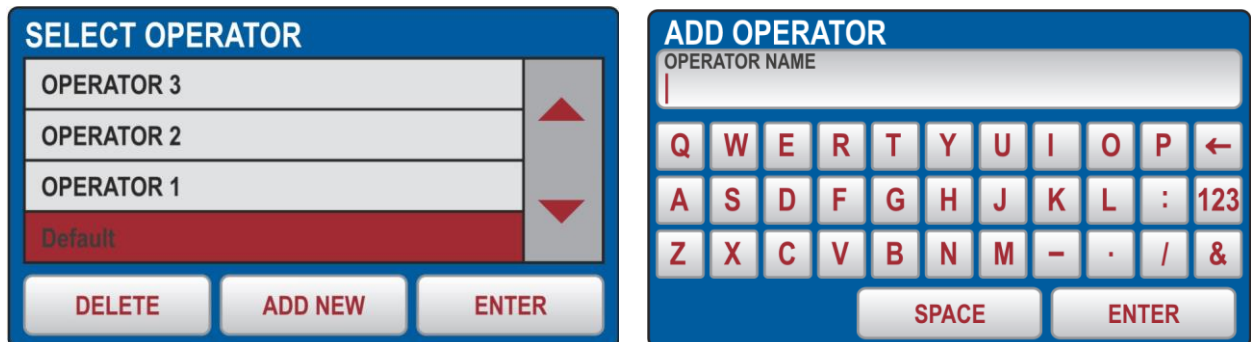 SELECT OPERATOR
OPERATOR 3
OPERATOR 2
OPERATOR 1
Default
DELETE ADD NEW ENTER
ADD OPERATOR
OPERATOR NAME
Q W E R T Y U I O P ←
A S D F G H J K L : 123
Z X C V B N M – . / &
SPACE ENTER